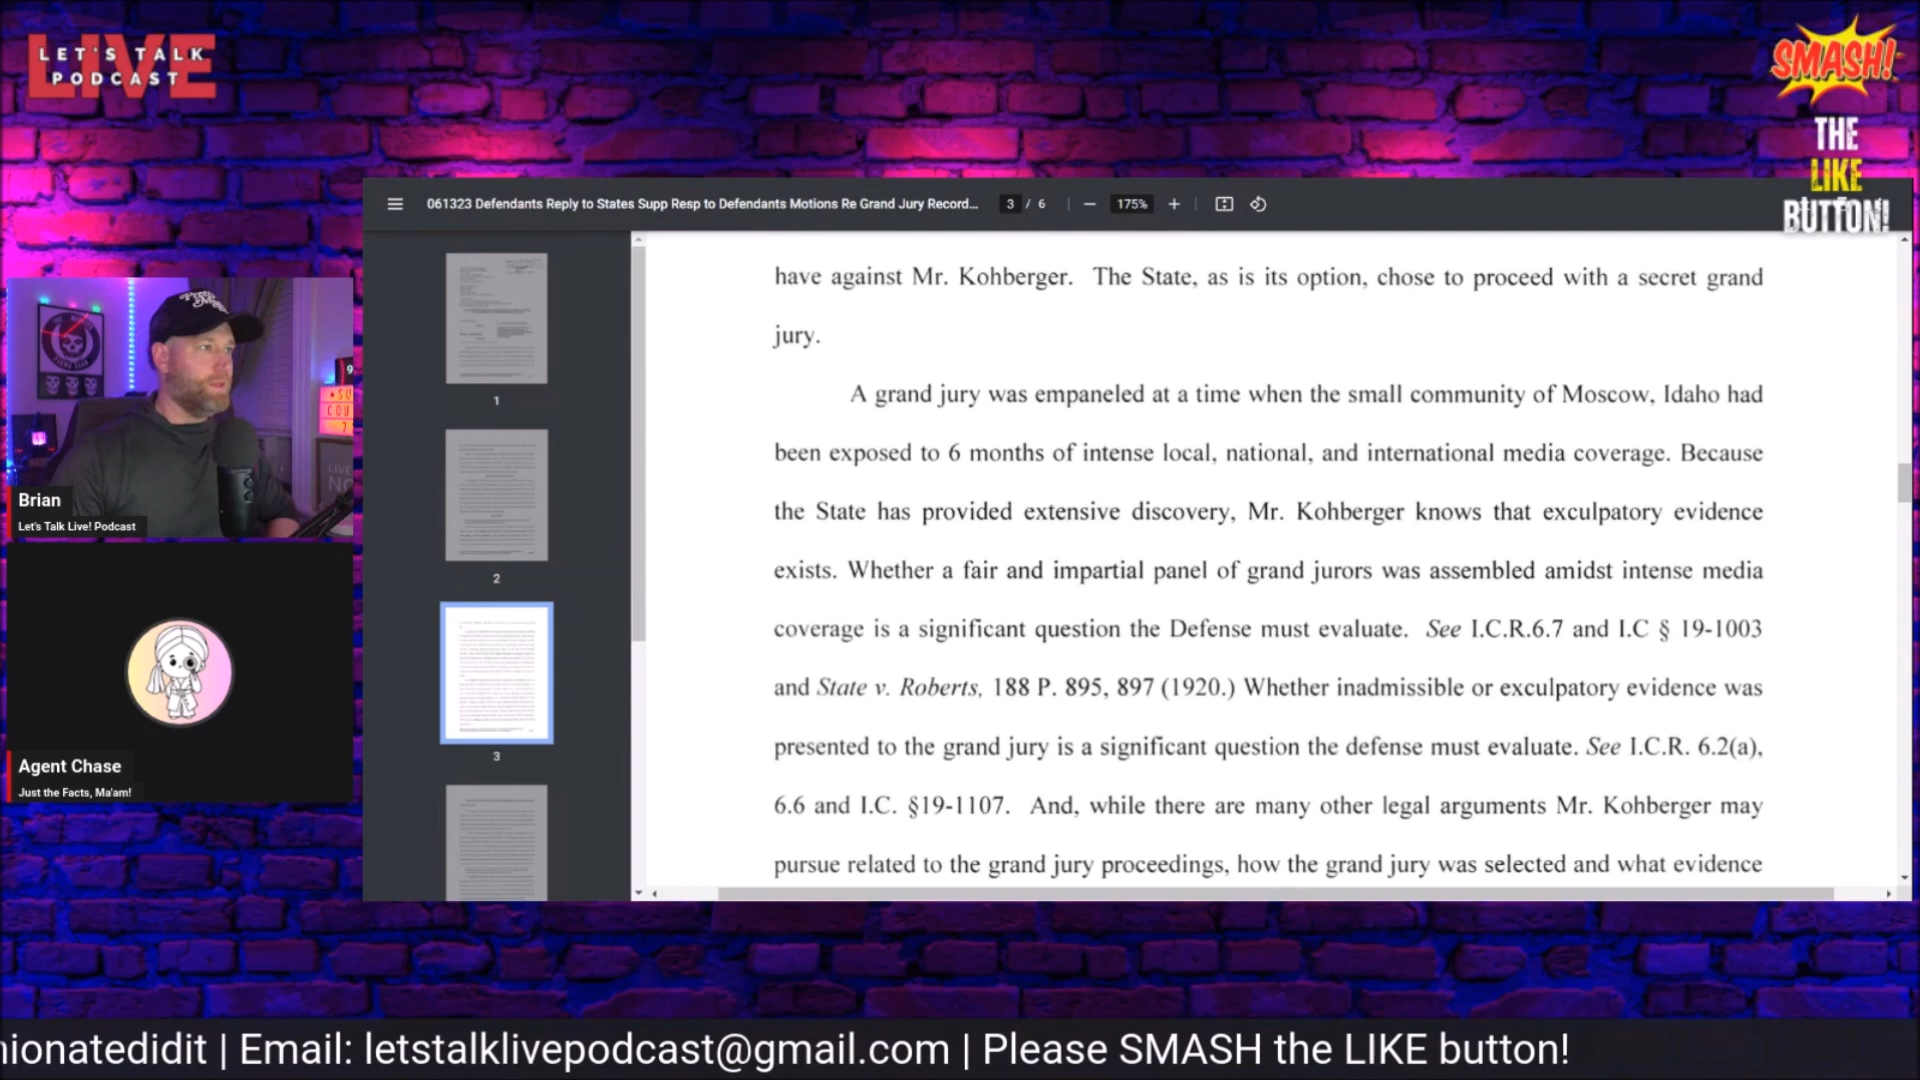 LET'S TALK
LIVE
PODCAST
SMASH!
THE
LIKE
BUTTON!
061323 Defendants Reply to States Supp Resp to Defendants Motions Re Grand Jury Record... 3 / 6 175%
1
2
3
have against Mr. Kohberger. The State, as is its option, chose to proceed with a secret grand
jury.
A grand jury was empaneled at a time when the small community of Moscow, Idaho had
been exposed to 6 months of intense local, national, and international media coverage. Because
the State has provided extensive discovery, Mr. Kohberger knows that exculpatory evidence
exists. Whether a fair and impartial panel of grand jurors was assembled amidst intense media
coverage is a significant question the Defense must evaluate. See I.C.R.6.7 and I.C § 19-1003
and State v. Roberts, 188 P. 895, 897 (1920.) Whether inadmissible or exculpatory evidence was
presented to the grand jury is a significant question the defense must evaluate. See I.C.R. 6.2(a),
6.6 and I.C. §19-1107. And, while there are many other legal arguments Mr. Kohberger may
pursue related to the grand jury proceedings, how the grand jury was selected and what evidence
Brian
Let's Talk Live! Podcast
Agent Chase
Just the Facts, Ma'am!
nionatedidit | Email: letstalklivepodcast@gmail.com | Please SMASH the LIKE button!